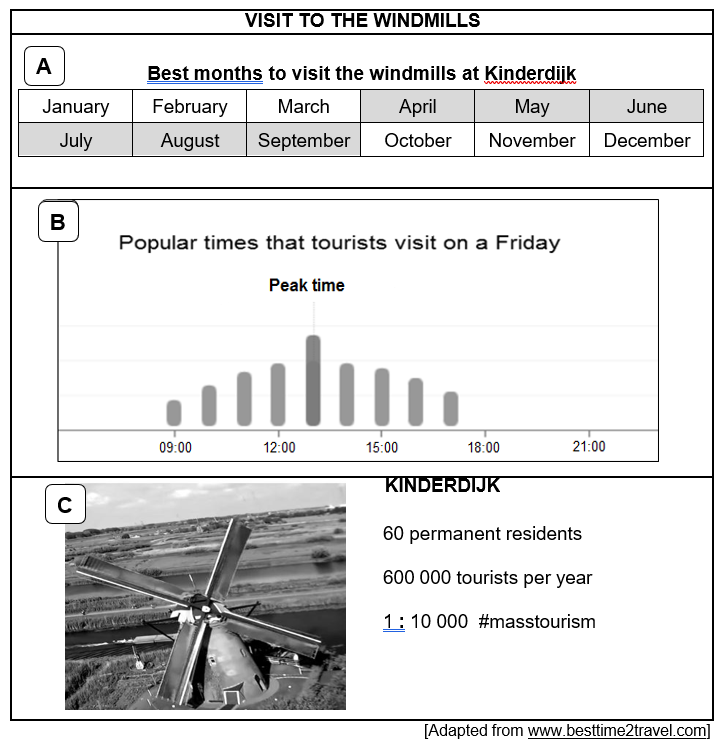 VISIT TO THE WINDMILLS
A
Best months to visit the windmills at Kinderdijk
January February March April May June
July August September October November December
B
Popular times that tourists visit on a Friday
Peak time
09:00 12:00 15:00 18:00 21:00
C
KINDERDIJK
60 permanent residents
600 000 tourists per year
1 : 10 000 #masstourism
[Adapted from www.besttime2travel.com]